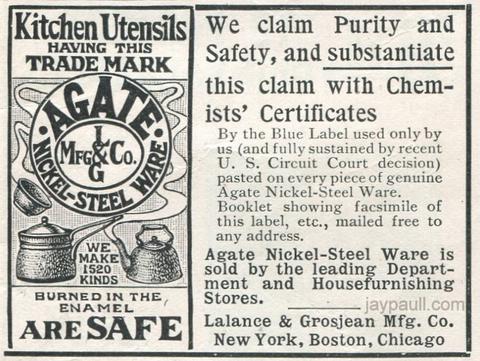 Kitchen Utensils
HAVING THIS
TRADE MARK
AGATE
L
Mfg & Co.
G
NICKEL-STEEL WARE
WE
MAKE
1520
KINDS
BURNED IN THE
ENAMEL
ARE SAFE
We claim Purity and
Safety, and substantiate
this claim with Chem-
ists' Certificates
By the Blue Label used only by
us (and fully sustained by recent
U. S. Circuit Court decision)
pasted on every piece of genuine
Agate Nickel-Steel Ware.
Booklet showing facsimile of
this label, etc., mailed free to
any address.
Agate Nickel-Steel Ware is
sold by the leading Depart-
ment and Housefurnishing
Stores.
jaypaull.com
Lalance & Grosjean Mfg. Co.
New York, Boston, Chicago